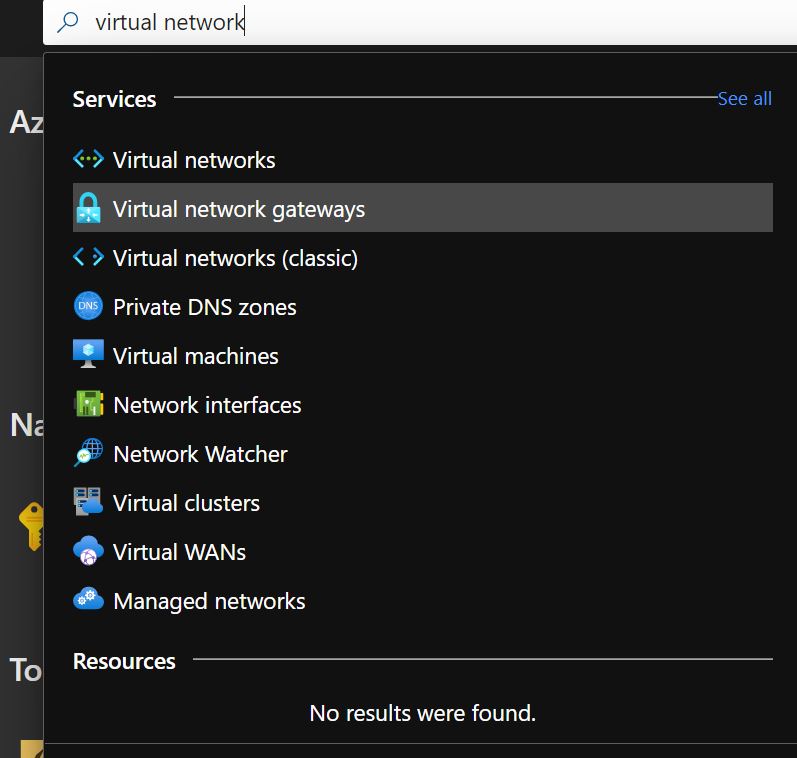 virtual network
Az
Services
See all
Virtual networks
Virtual network gateways
Virtual networks (classic)
DNS
Private DNS zones
Virtual machines
Na
Network interfaces
Network Watcher
Virtual clusters
Virtual WANs
Managed networks
To
Resources
No results were found.